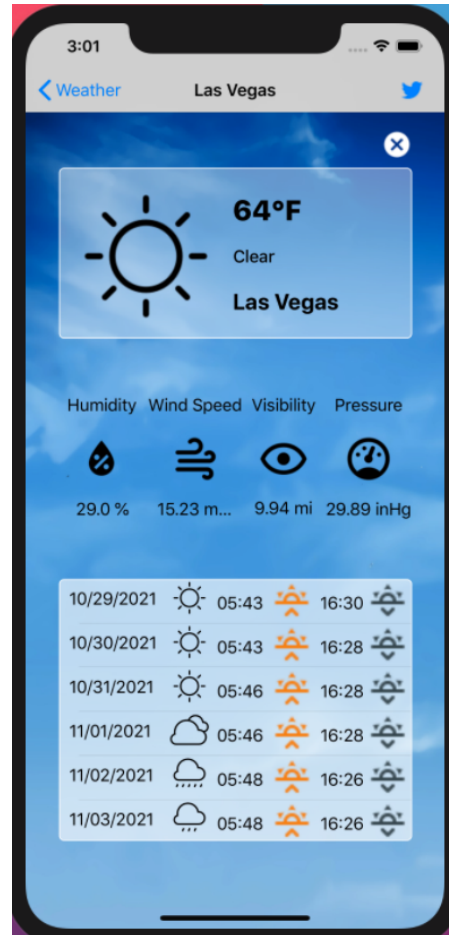 3:01
Weather
Las Vegas
64°F
Clear
Las Vegas
Humidity Wind Speed Visibility Pressure
29.0 % 15.23 m... 9.94 mi 29.89 inHg
10/29/2021 05:43 16:30
10/30/2021 05:43 16:28
10/31/2021 05:46 16:28
11/01/2021 05:46 16:28
11/02/2021 05:48 16:26
11/03/2021 05:48 16:26